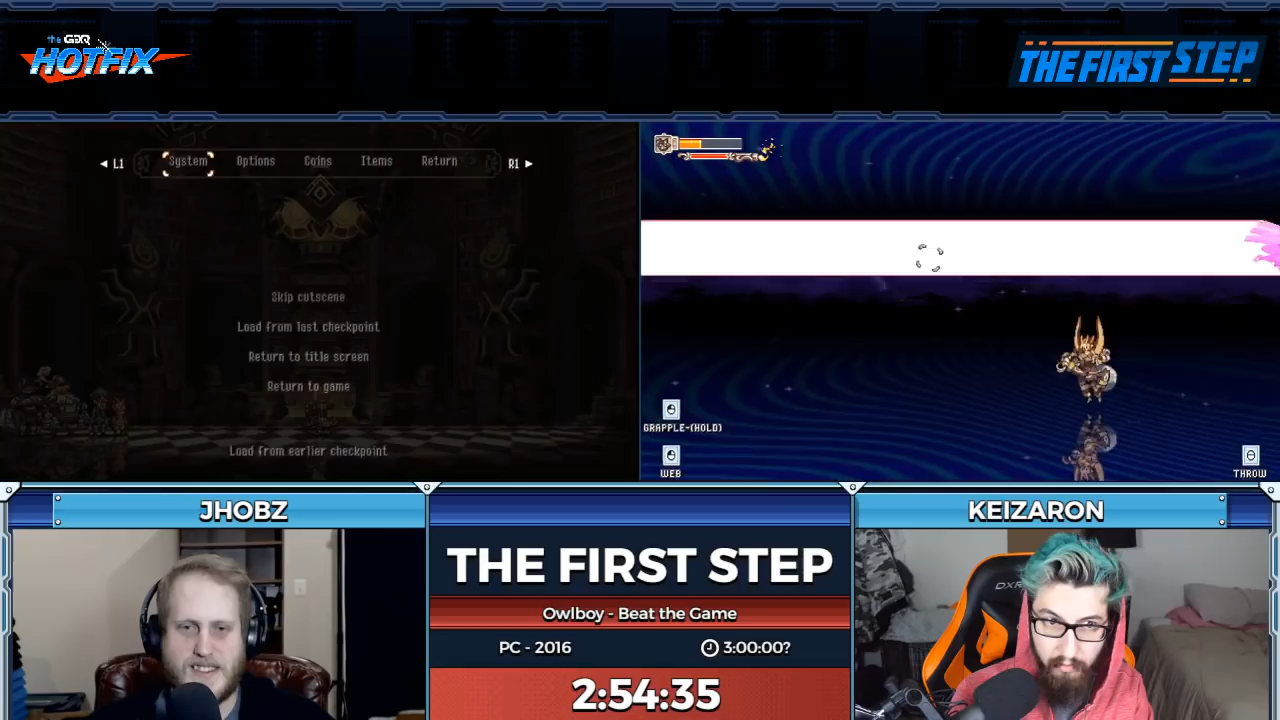 the GDQ
HOTFIX
THE FIRST STEP
L1 System Options Coins Items Return R1
Skip cutscene
Load from last checkpoint
Return to title screen
Return to game
Load from earlier checkpoint
GRAPPLE-(HOLD)
WEB
THROW
JHOBZ
KEIZARON
THE FIRST STEP
Owlboy - Beat the Game
PC - 2016
3:00:00?
2:54:35
DXR